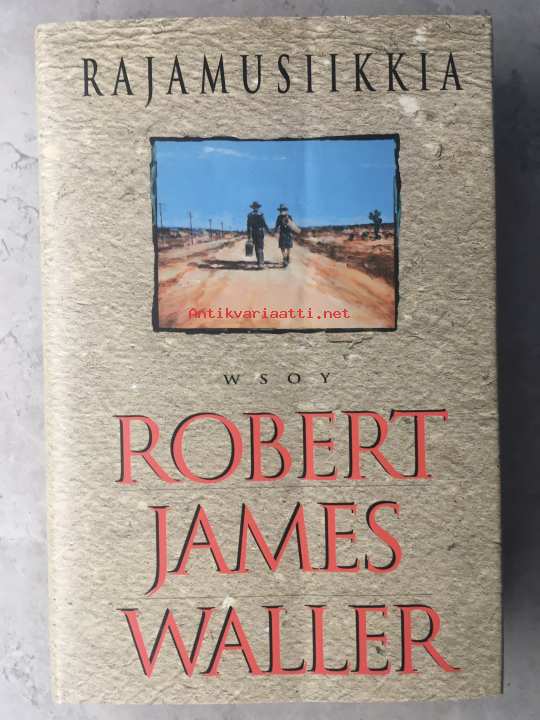 RAJAMUSIIKKIA
Antikvariaatti.net
WSOY
ROBERT
JAMES
WALLER